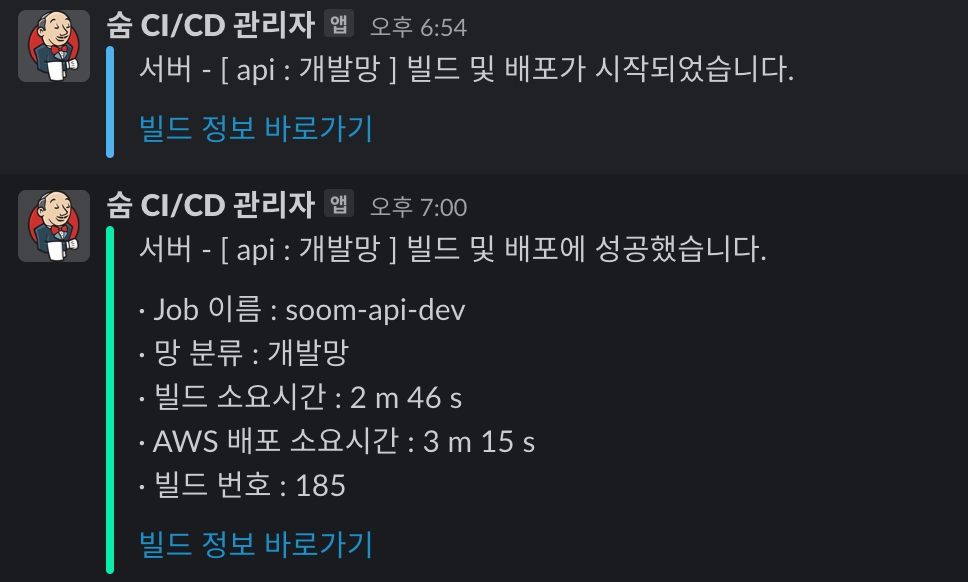 숨 CI/CD 관리자 앱 오후 6:54
서버 - [ api : 개발망 ] 빌드 및 배포가 시작되었습니다.
빌드 정보 바로가기
숨 CI/CD 관리자 앱 오후 7:00
서버 - [ api : 개발망 ] 빌드 및 배포에 성공했습니다.
· Job 이름 : soom-api-dev
· 망 분류 : 개발망
· 빌드 소요시간 : 2 m 46 s
· AWS 배포 소요시간 : 3 m 15 s
· 빌드 번호 : 185
빌드 정보 바로가기